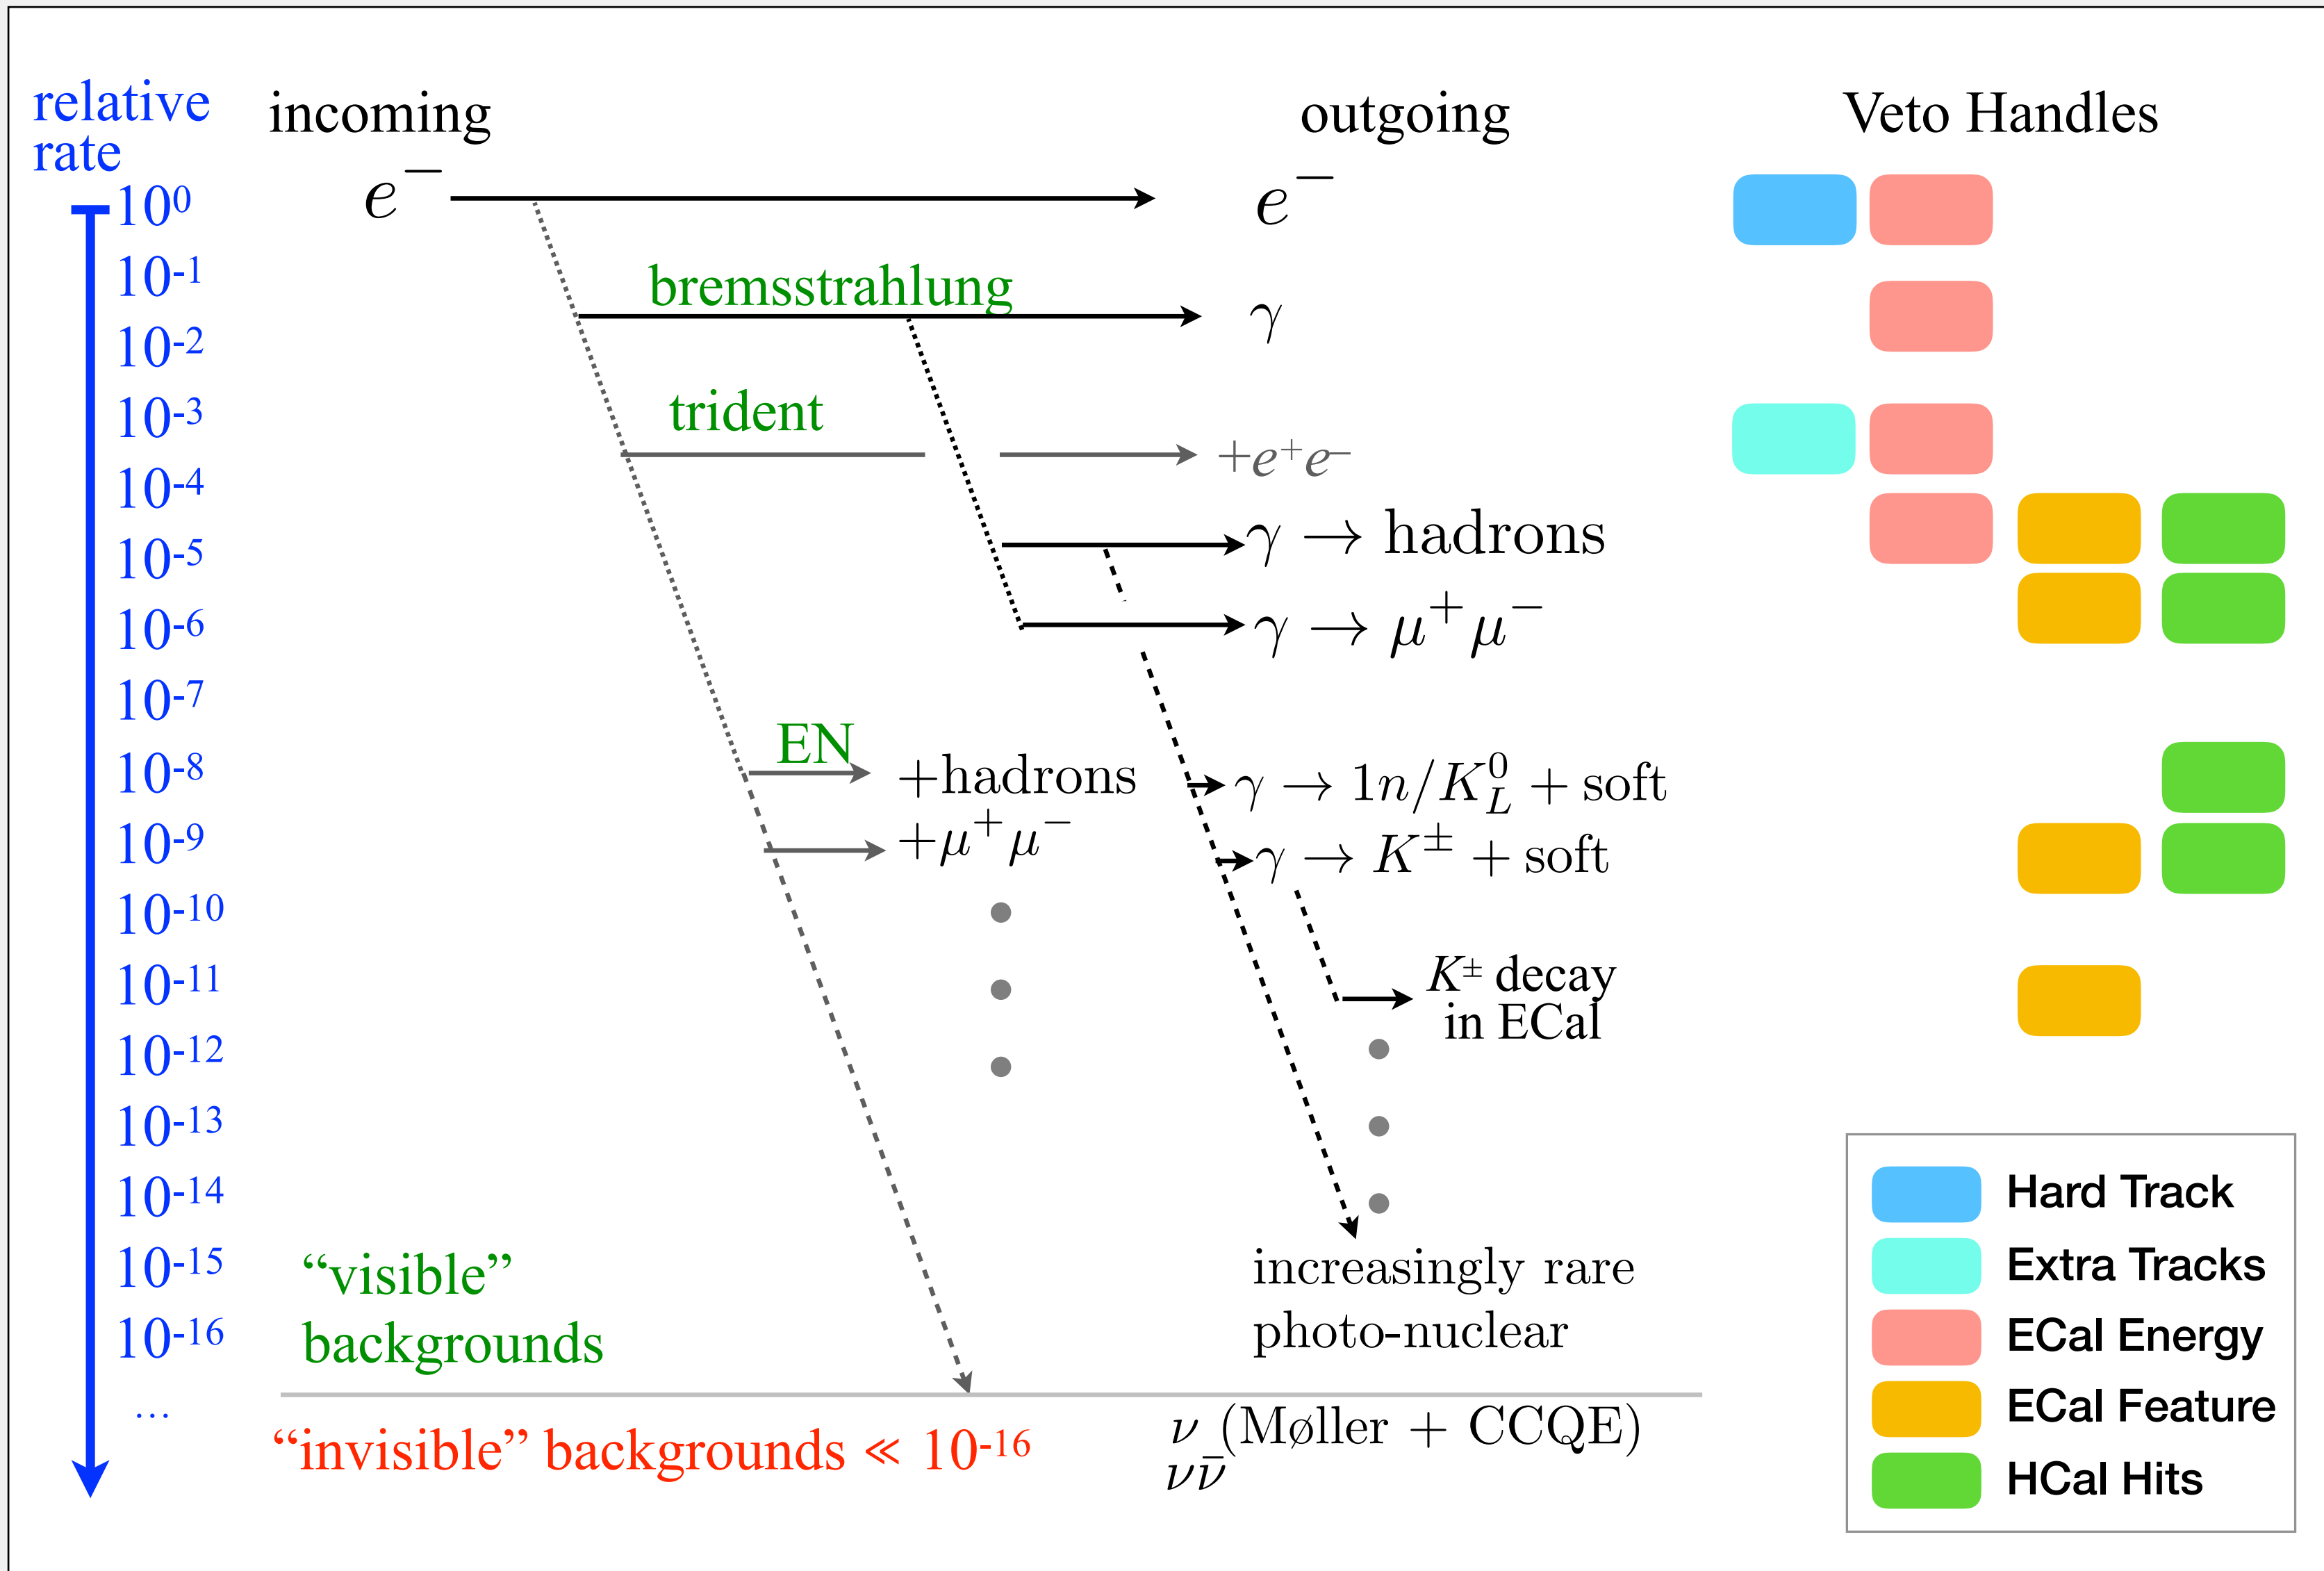 relative
rate
incoming
outgoing
Veto Handles
10⁰
e⁻
e⁻
10⁻¹
bremsstrahlung
γ
10⁻²
10⁻³
trident
+e⁺e⁻
10⁻⁴
γ → hadrons
10⁻⁵
10⁻⁶
γ → μ⁺μ⁻
10⁻⁷
EN
10⁻⁸
+hadrons
γ → 1n/K⁰_L + soft
10⁻⁹
+μ⁺μ⁻
γ → K± + soft
10⁻¹⁰
10⁻¹¹
K± decay
in ECal
10⁻¹²
10⁻¹³
10⁻¹⁴
10⁻¹⁵
10⁻¹⁶
...
“visible”
backgrounds
increasingly rare
photo-nuclear
“invisible” backgrounds ≪ 10⁻¹⁶
ν (Møller + CCQE)
νν̄
Hard Track
Extra Tracks
ECal Energy
ECal Feature
HCal Hits